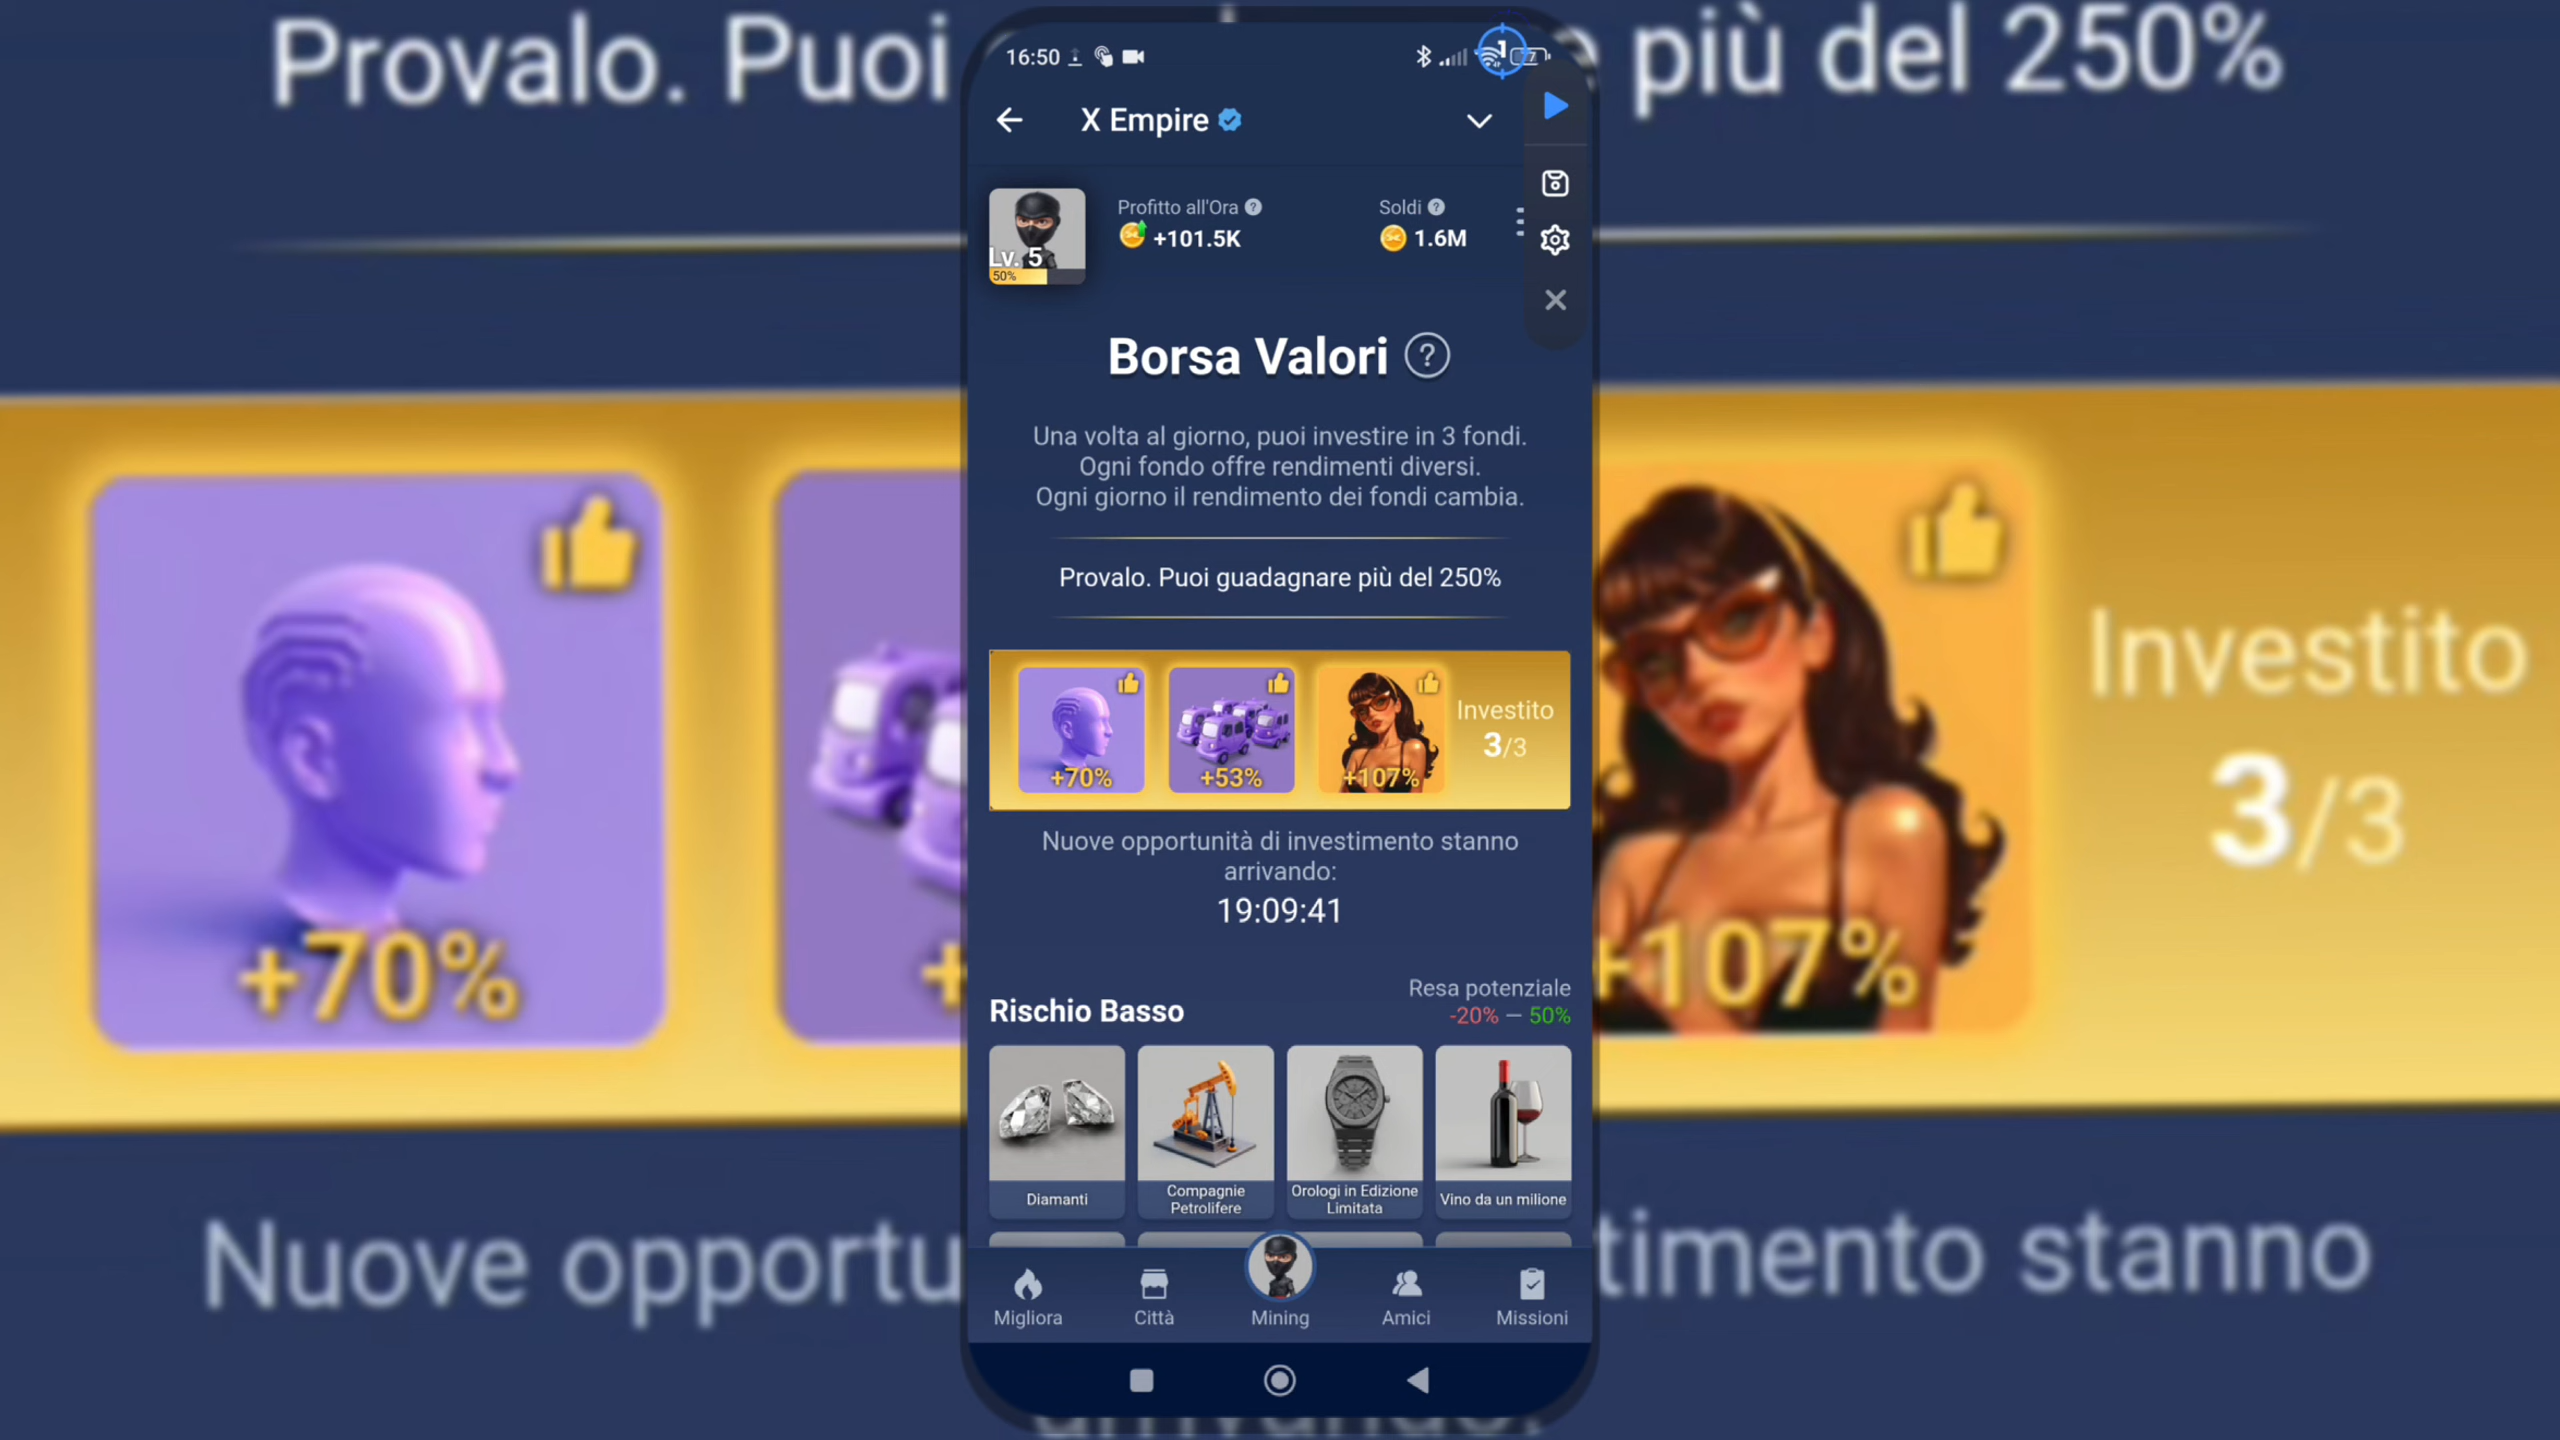 Provalo. Puoi
più del 250%
16:50
X Empire
Profitto all'Ora
Soldi
+101.5K
1.6M
Lv. 5
50%
Borsa Valori
Una volta al giorno, puoi investire in 3 fondi.
Ogni fondo offre rendimenti diversi.
Ogni giorno il rendimento dei fondi cambia.
Provalo. Puoi guadagnare più del 250%
+70%
+53%
+107%
Investito
3/3
Nuove opportunità di investimento stanno
arrivando:
19:09:41
Rischio Basso
Resa potenziale
-20% — 50%
Diamanti
Compagnie
Petrolifere
Orologi in Edizione
Limitata
Vino da un milione
Migliora
Città
Mining
Amici
Missioni
+70%
+107%
Investito
3/3
Nuove opportu
timento stanno